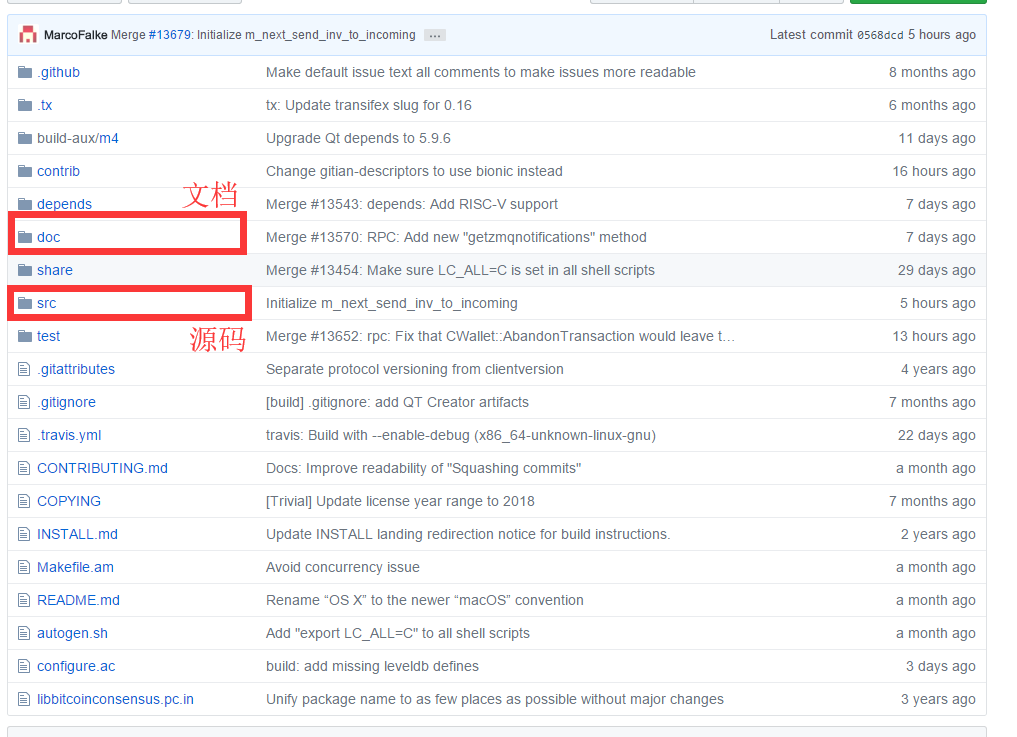 MarcoFalke Merge #13679: Initialize m_next_send_inv_to_incoming ... Latest commit 0568dcd 5 hours ago
.github Make default issue text all comments to make issues more readable 8 months ago
.tx tx: Update transifex slug for 0.16 6 months ago
build-aux/m4 Upgrade Qt depends to 5.9.6 11 days ago
contrib Change gitian-descriptors to use bionic instead 16 hours ago
文档
depends Merge #13543: depends: Add RISC-V support 7 days ago
doc Merge #13570: RPC: Add new "getzmqnotifications" method 7 days ago
share Merge #13454: Make sure LC_ALL=C is set in all shell scripts 29 days ago
src Initialize m_next_send_inv_to_incoming 5 hours ago
源码
test Merge #13652: rpc: Fix that CWallet::AbandonTransaction would leave t… 13 hours ago
.gitattributes Separate protocol versioning from clientversion 4 years ago
.gitignore [build] .gitignore: add QT Creator artifacts 7 months ago
.travis.yml travis: Build with --enable-debug (x86_64-unknown-linux-gnu) 22 days ago
CONTRIBUTING.md Docs: Improve readability of "Squashing commits" a month ago
COPYING [Trivial] Update license year range to 2018 7 months ago
INSTALL.md Update INSTALL landing redirection notice for build instructions. 2 years ago
Makefile.am Avoid concurrency issue a month ago
README.md Rename “OS X” to the newer “macOS” convention a month ago
autogen.sh Add "export LC_ALL=C" to all shell scripts a month ago
configure.ac build: add missing leveldb defines 3 days ago
libbitcoinconsensus.pc.in Unify package name to as few places as possible without major changes 3 years ago